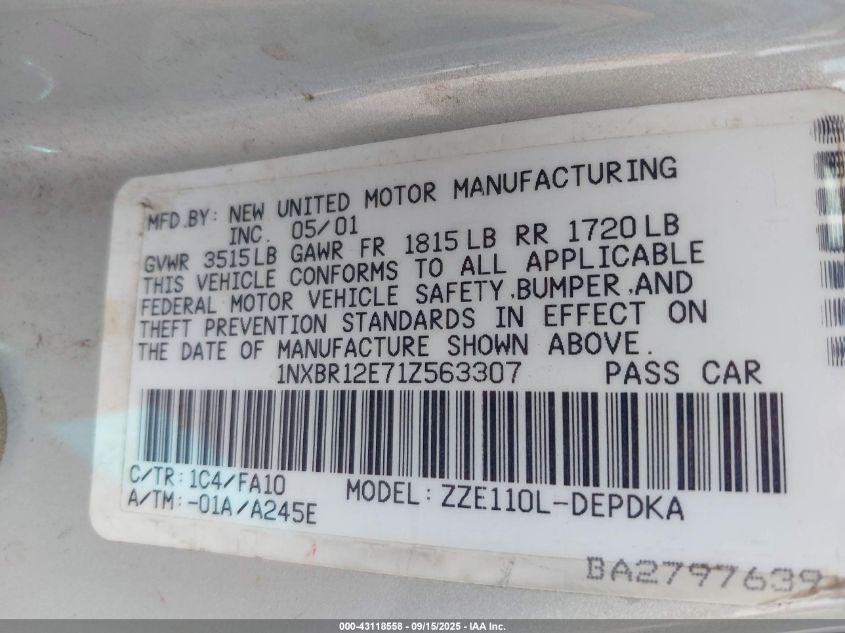 MFD.BY: NEW UNITED MOTOR MANUFACTURING
INC. 05/01
GVWR 3515LB GAWR FR 1815LB RR 1720LB
THIS VEHICLE CONFORMS TO ALL APPLICABLE
FEDERAL MOTOR VEHICLE SAFETY,BUMPER,AND
THEFT PREVENTION STANDARDS IN EFFECT ON
THE DATE OF MANUFACTURE SHOWN ABOVE.
1NXBR12E71Z563307 PASS CAR
C/TR:1C4/FA10
A/TM:-01A/A245E MODEL: ZZE110L-DEPDKA
BA2797639
000-43118558 - 09/15/2025 - IAA Inc.